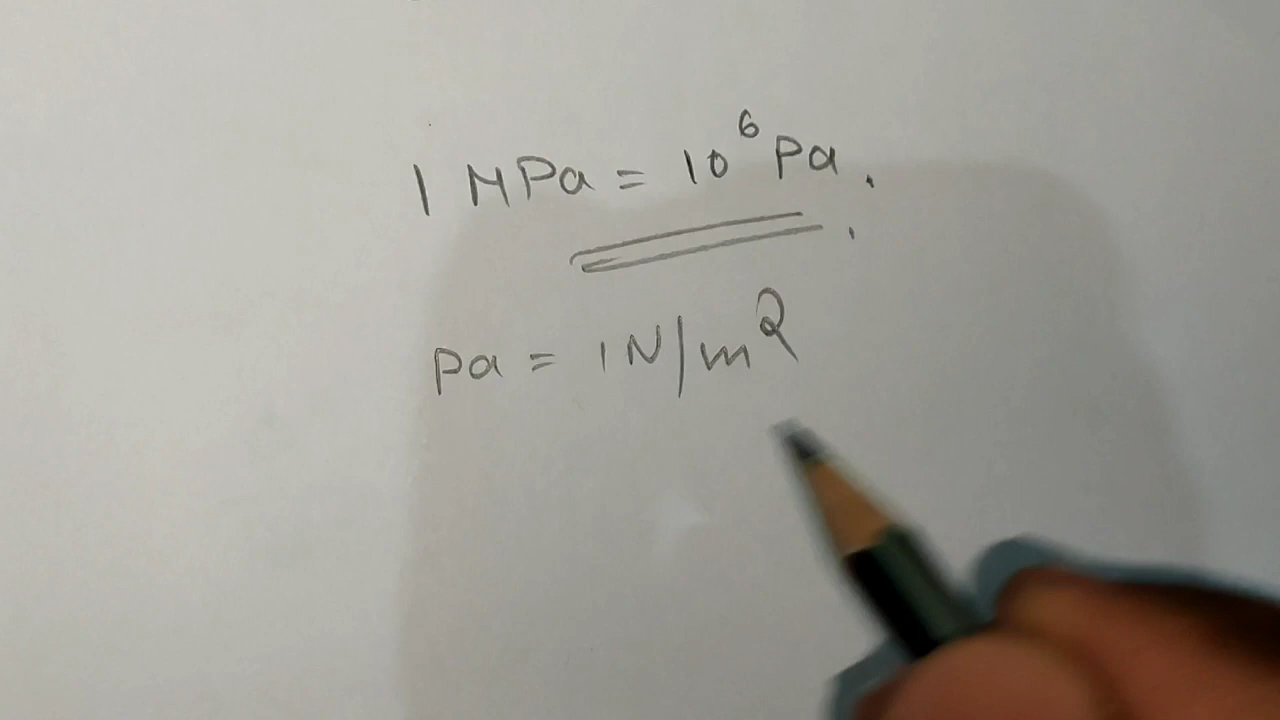 1 MPa = 10⁶ Pa.
Pa = 1N/m²